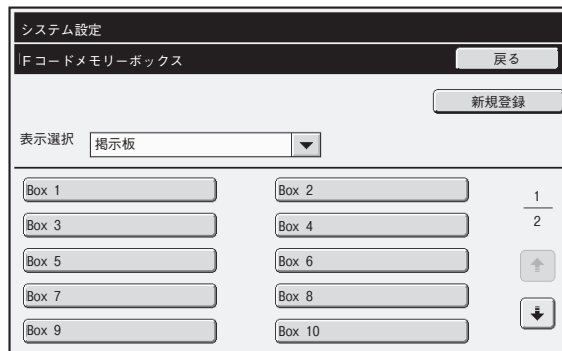 システム設定
Fコードメモリーボックス 戻る
新規登録
表示選択 掲示板
Box 1 Box 2
Box 3 Box 4
Box 5 Box 6
Box 7 Box 8
Box 9 Box 10
1
2